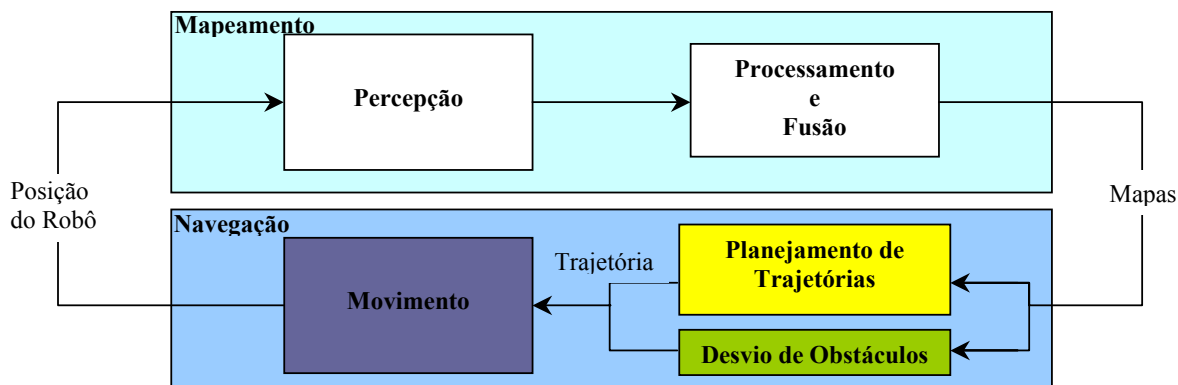 Mapeamento
Percepção
Processamento
e
Fusão
Posição
do Robô
Mapas
Navegação
Movimento
Trajetória
Planejamento de
Trajetórias
Desvio de Obstáculos